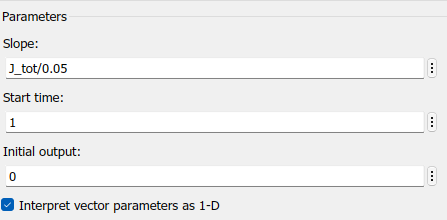 Parameters
Slope:
J_tot/0.05
Start time:
1
Initial output:
0
Interpret vector parameters as 1-D